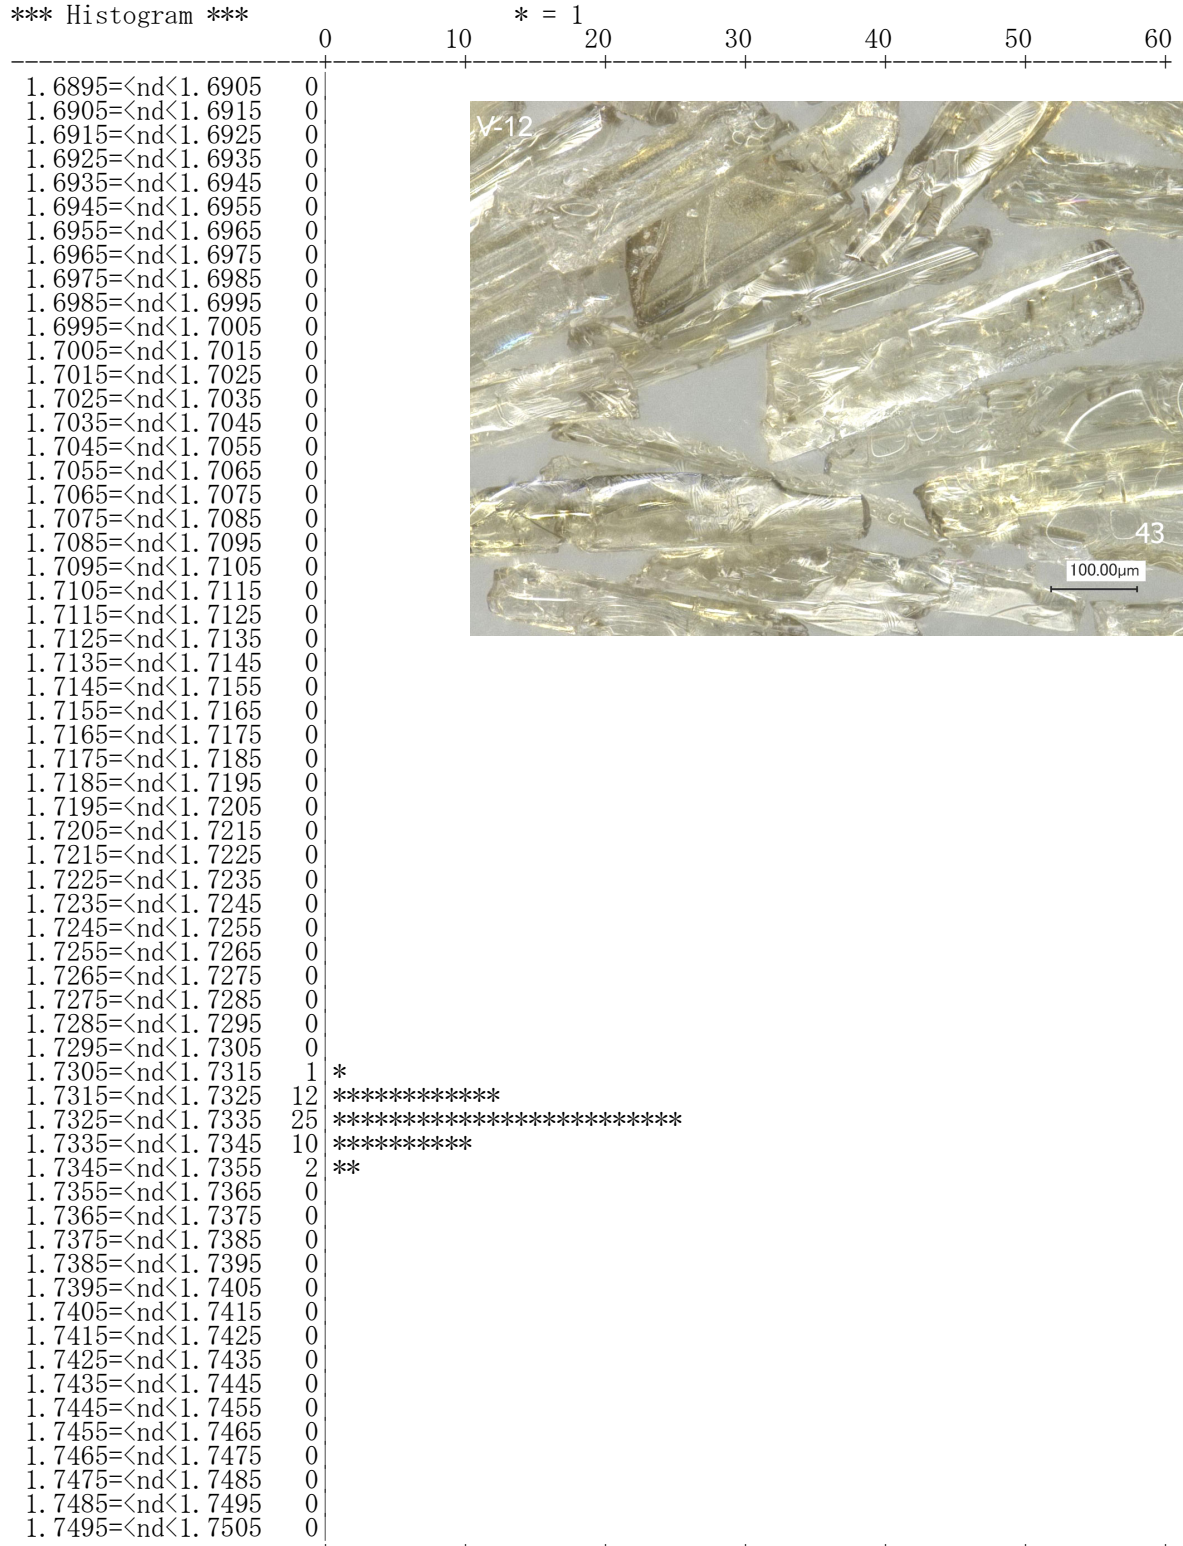 *** Histogram *** * = 1
0 10 20 30 40 50 60
1.6895=<nd<1.6905 0
1.6905=<nd<1.6915 0
1.6915=<nd<1.6925 0
1.6925=<nd<1.6935 0
1.6935=<nd<1.6945 0
1.6945=<nd<1.6955 0
1.6955=<nd<1.6965 0
1.6965=<nd<1.6975 0
1.6975=<nd<1.6985 0
1.6985=<nd<1.6995 0
1.6995=<nd<1.7005 0
1.7005=<nd<1.7015 0
1.7015=<nd<1.7025 0
1.7025=<nd<1.7035 0
1.7035=<nd<1.7045 0
1.7045=<nd<1.7055 0
1.7055=<nd<1.7065 0
1.7065=<nd<1.7075 0
1.7075=<nd<1.7085 0
1.7085=<nd<1.7095 0
1.7095=<nd<1.7105 0
1.7105=<nd<1.7115 0
1.7115=<nd<1.7125 0
1.7125=<nd<1.7135 0
1.7135=<nd<1.7145 0
1.7145=<nd<1.7155 0
1.7155=<nd<1.7165 0
1.7165=<nd<1.7175 0
1.7175=<nd<1.7185 0
1.7185=<nd<1.7195 0
1.7195=<nd<1.7205 0
1.7205=<nd<1.7215 0
1.7215=<nd<1.7225 0
1.7225=<nd<1.7235 0
1.7235=<nd<1.7245 0
1.7245=<nd<1.7255 0
1.7255=<nd<1.7265 0
1.7265=<nd<1.7275 0
1.7275=<nd<1.7285 0
1.7285=<nd<1.7295 0
1.7295=<nd<1.7305 0
1.7305=<nd<1.7315 1 *
1.7315=<nd<1.7325 12 ************
1.7325=<nd<1.7335 25 *************************
1.7335=<nd<1.7345 10 **********
1.7345=<nd<1.7355 2 **
1.7355=<nd<1.7365 0
1.7365=<nd<1.7375 0
1.7375=<nd<1.7385 0
1.7385=<nd<1.7395 0
1.7395=<nd<1.7405 0
1.7405=<nd<1.7415 0
1.7415=<nd<1.7425 0
1.7425=<nd<1.7435 0
1.7435=<nd<1.7445 0
1.7445=<nd<1.7455 0
1.7455=<nd<1.7465 0
1.7465=<nd<1.7475 0
1.7475=<nd<1.7485 0
1.7485=<nd<1.7495 0
1.7495=<nd<1.7505 0
V-12
43
100.00µm